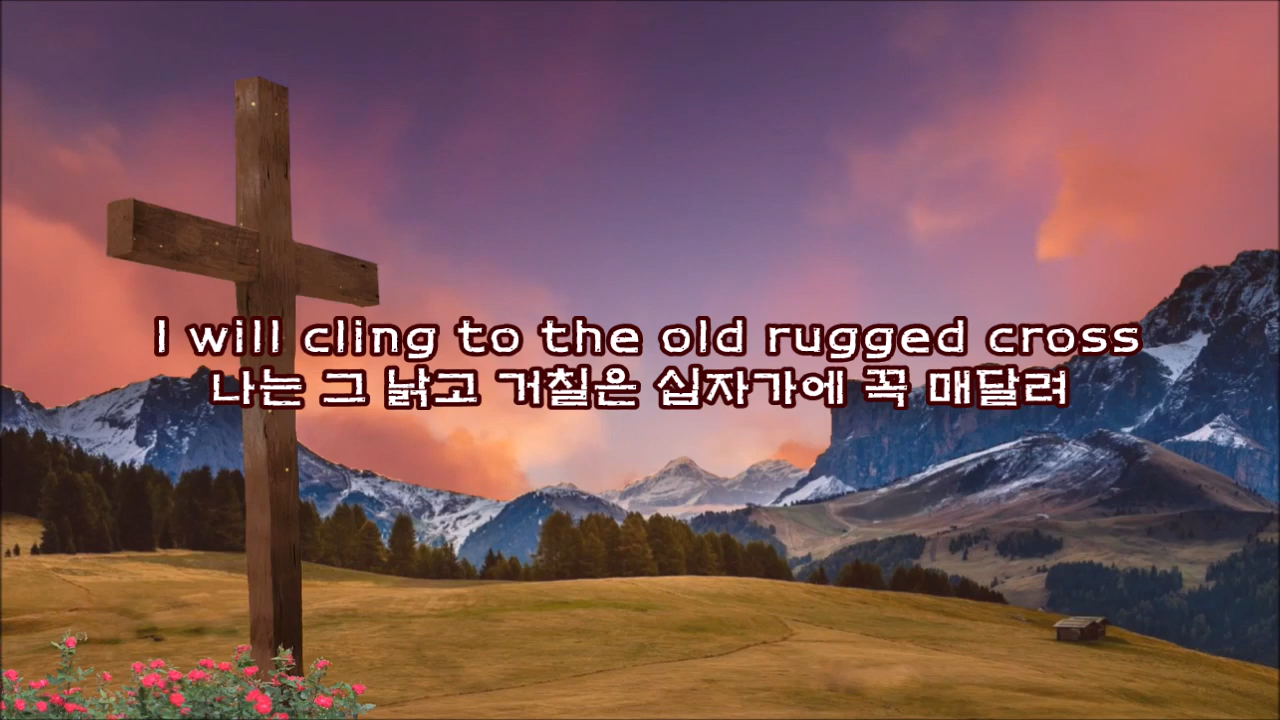 I will cling to the old rugged cross
나는 그 낡고 거칠은 십자가에 꼭 매달려